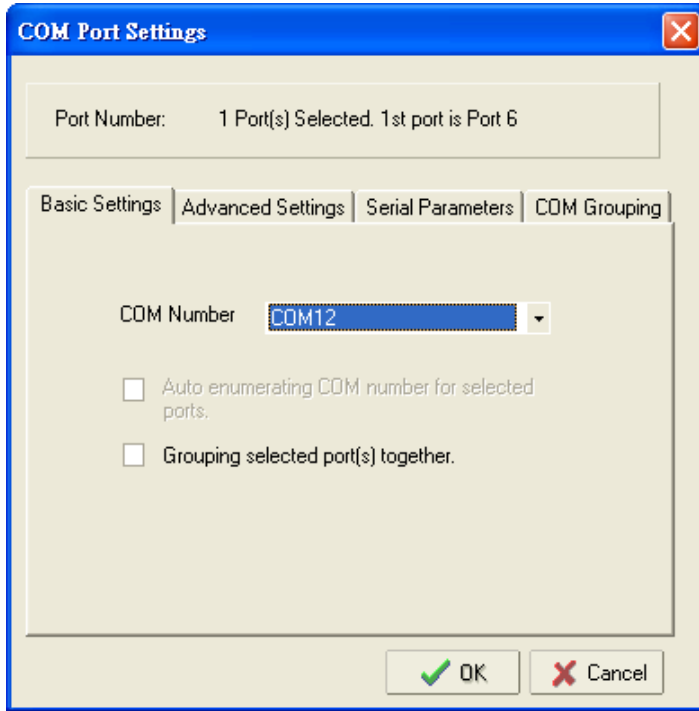 COM Port Settings
Port Number: 1 Port(s) Selected. 1st port is Port 6
Basic Settings Advanced Settings Serial Parameters COM Grouping
COM Number COM12
Auto enumerating COM number for selected
ports.
Grouping selected port(s) together.
OK Cancel